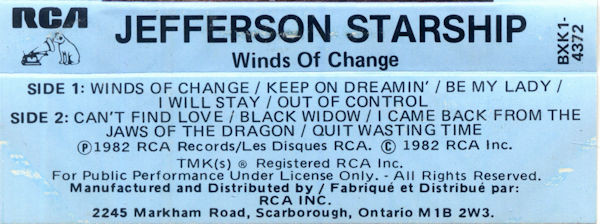 RCA
JEFFERSON STARSHIP
Winds Of Change
BXK1-
4372
SIDE 1: WINDS OF CHANGE / KEEP ON DREAMIN' / BE MY LADY /
I WILL STAY / OUT OF CONTROL
SIDE 2: CAN'T FIND LOVE / BLACK WIDOW / I CAME BACK FROM THE
JAWS OF THE DRAGON / QUIT WASTING TIME
Ⓟ1982 RCA Records/Les Disques RCA. © 1982 RCA Inc.
TMK(s) ® Registered RCA Inc.
For Public Performance Under License Only. - All Rights Reserved.
Manufactured and Distributed by / Fabriqué et Distribué par:
RCA INC.
2245 Markham Road, Scarborough, Ontario M1B 2W3.